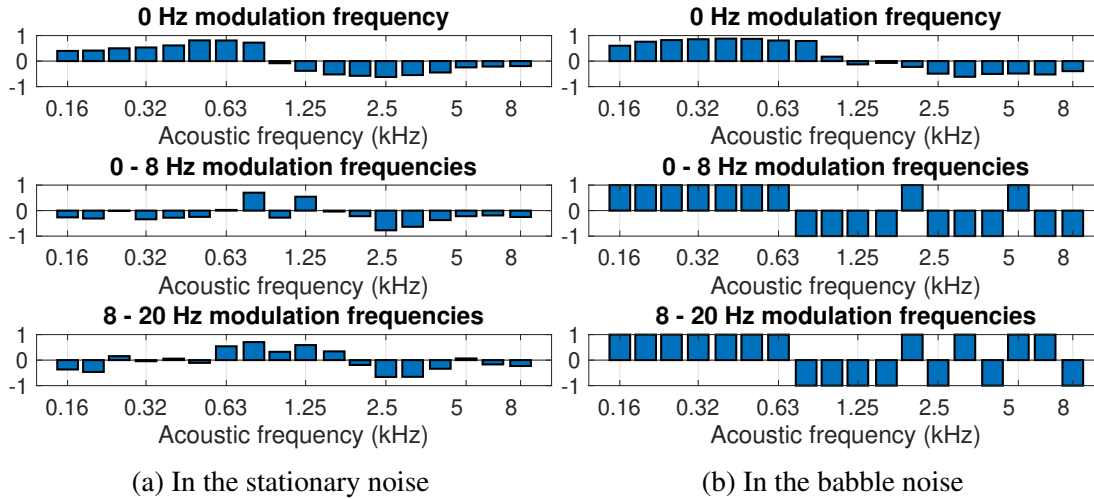 0 Hz modulation frequency
1
0
-1
0.16 0.32 0.63 1.25 2.5 5 8
Acoustic frequency (kHz)
0 - 8 Hz modulation frequencies
1
0
-1
0.16 0.32 0.63 1.25 2.5 5 8
Acoustic frequency (kHz)
8 - 20 Hz modulation frequencies
1
0
-1
0.16 0.32 0.63 1.25 2.5 5 8
Acoustic frequency (kHz)
(a) In the stationary noise
0 Hz modulation frequency
1
0
-1
0.16 0.32 0.63 1.25 2.5 5 8
Acoustic frequency (kHz)
0 - 8 Hz modulation frequencies
1
0
-1
0.16 0.32 0.63 1.25 2.5 5 8
Acoustic frequency (kHz)
8 - 20 Hz modulation frequencies
1
0
-1
0.16 0.32 0.63 1.25 2.5 5 8
Acoustic frequency (kHz)
(b) In the babble noise